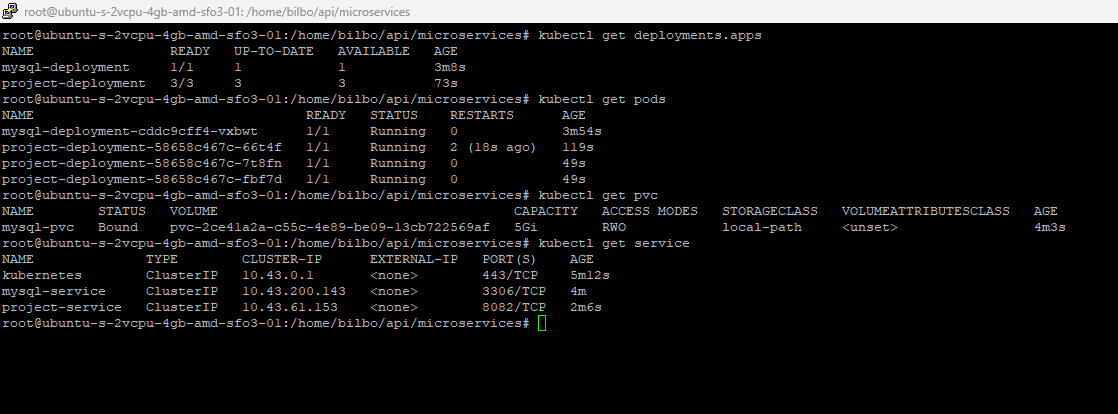 root@ubuntu-s-2vcpu-4gb-amd-sfo3-01: /home/bilbo/api/microservices
root@ubuntu-s-2vcpu-4gb-amd-sfo3-01:/home/bilbo/api/microservices# kubectl get deployments.apps
NAME READY UP-TO-DATE AVAILABLE AGE
mysql-deployment 1/1 1 1 3m8s
project-deployment 3/3 3 3 73s
root@ubuntu-s-2vcpu-4gb-amd-sfo3-01:/home/bilbo/api/microservices# kubectl get pods
NAME READY STATUS RESTARTS AGE
mysql-deployment-cddc9cff4-vxbwt 1/1 Running 0 3m54s
project-deployment-58658c467c-66t4f 1/1 Running 2 (18s ago) 119s
project-deployment-58658c467c-7t8fn 1/1 Running 0 49s
project-deployment-58658c467c-fbf7d 1/1 Running 0 49s
root@ubuntu-s-2vcpu-4gb-amd-sfo3-01:/home/bilbo/api/microservices# kubectl get pvc
NAME STATUS VOLUME CAPACITY ACCESS MODES STORAGECLASS VOLUMEATTRIBUTESCLASS AGE
mysql-pvc Bound pvc-2ce41a2a-c55c-4e89-be09-13cb722569af 5Gi RWO local-path <unset> 4m3s
root@ubuntu-s-2vcpu-4gb-amd-sfo3-01:/home/bilbo/api/microservices# kubectl get service
NAME TYPE CLUSTER-IP EXTERNAL-IP PORT(S) AGE
kubernetes ClusterIP 10.43.0.1 <none> 443/TCP 5m12s
mysql-service ClusterIP 10.43.200.143 <none> 3306/TCP 4m
project-service ClusterIP 10.43.61.153 <none> 8082/TCP 2m6s
root@ubuntu-s-2vcpu-4gb-amd-sfo3-01:/home/bilbo/api/microservices#